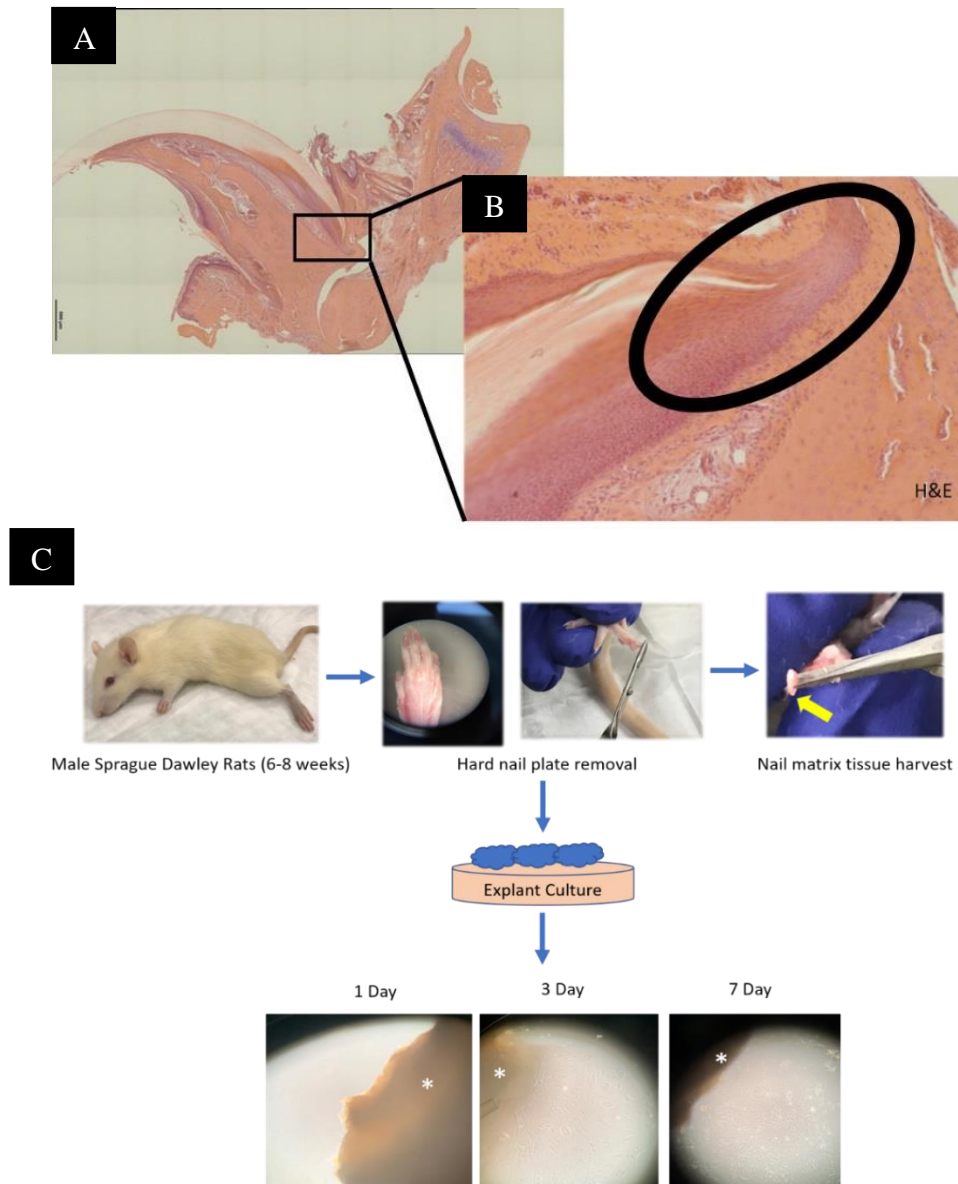 A
B
H&E
C
Male Sprague Dawley Rats (6-8 weeks)
Hard nail plate removal
Nail matrix tissue harvest
Explant Culture
1 Day
3 Day
7 Day
*
*
*